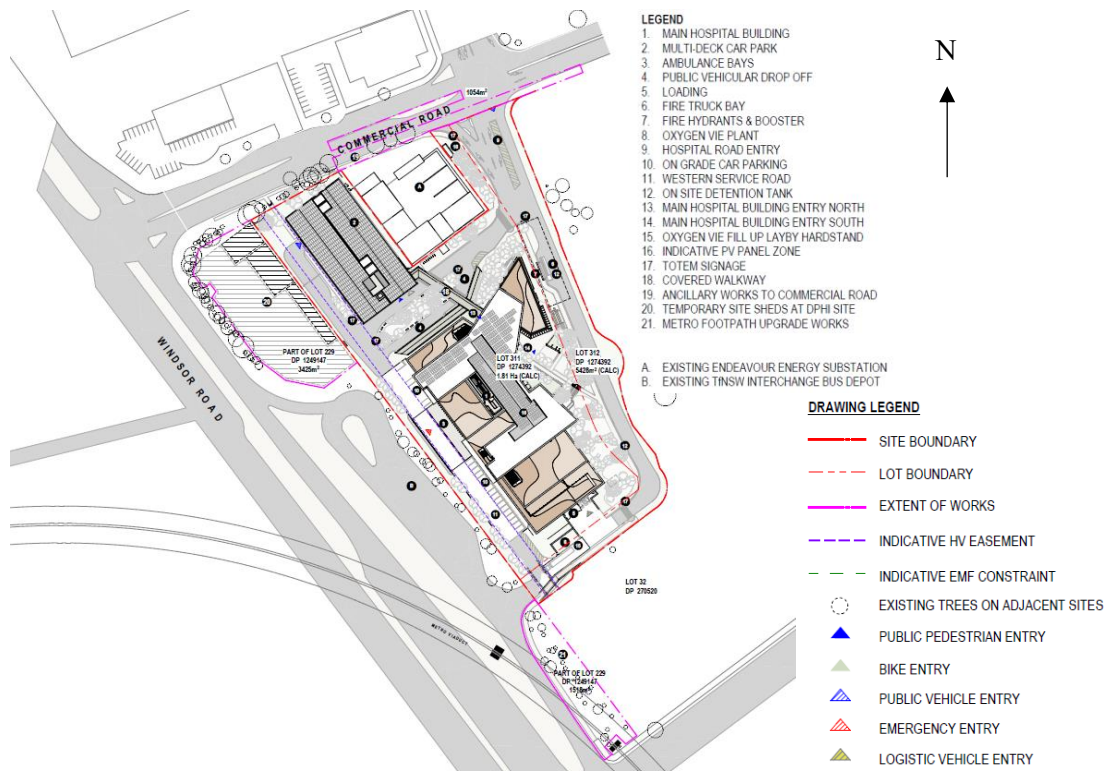 LEGEND
1. MAIN HOSPITAL BUILDING
2. MULTI-DECK CAR PARK
3. AMBULANCE BAYS
4. PUBLIC VEHICULAR DROP OFF
5. LOADING
6. FIRE TRUCK BAY
7. FIRE HYDRANTS & BOOSTER
8. OXYGEN VIE PLANT
9. HOSPITAL ROAD ENTRY
10. ON GRADE CAR PARKING
11. WESTERN SERVICE ROAD
12. ON SITE DETENTION TANK
13. MAIN HOSPITAL BUILDING ENTRY NORTH
14. MAIN HOSPITAL BUILDING ENTRY SOUTH
15. OXYGEN VIE FILL UP LAYBY HARDSTAND
16. INDICATIVE PV PANEL ZONE
17. TOTEM SIGNAGE
18. COVERED WALKWAY
19. ANCILLARY WORKS TO COMMERCIAL ROAD
20. TEMPORARY SITE SHEDS AT DPHI SITE
21. METRO FOOTPATH UPGRADE WORKS
A. EXISTING ENDEAVOUR ENERGY SUBSTATION
B. EXISTING TfNSW INTERCHANGE BUS DEPOT
N
DRAWING LEGEND
SITE BOUNDARY
LOT BOUNDARY
EXTENT OF WORKS
INDICATIVE HV EASEMENT
INDICATIVE EMF CONSTRAINT
EXISTING TREES ON ADJACENT SITES
PUBLIC PEDESTRIAN ENTRY
BIKE ENTRY
PUBLIC VEHICLE ENTRY
EMERGENCY ENTRY
LOGISTIC VEHICLE ENTRY
1054m²
COMMERCIAL ROAD
A
20
PART OF LOT 229
DP 1249147
3425m²
WINDSOR ROAD
LOT 311
DP 1274392
1.81 Ha (CALC)
LOT 312
DP 1274392
5428m² (CALC)
B
11
17
LOT 32
DP 270520
METRO VIADUCT
21
PART OF LOT 229
DP 1249147
1518m²